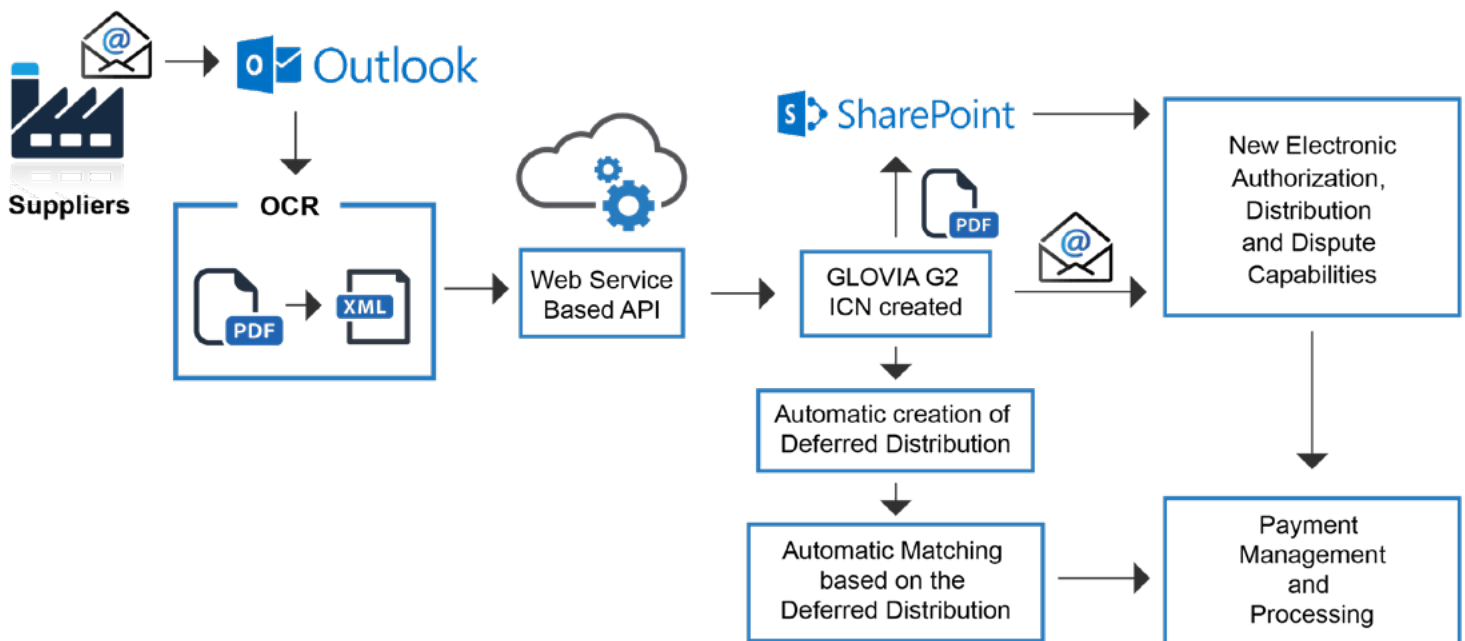 @
Outlook
Suppliers
OCR
PDF
XML
Web Service
Based API
SharePoint
PDF
GLOVIA G2
ICN created
@
New Electronic
Authorization,
Distribution
and Dispute
Capabilities
Automatic creation of
Deferred Distribution
Automatic Matching
based on the
Deferred Distribution
Payment
Management
and
Processing